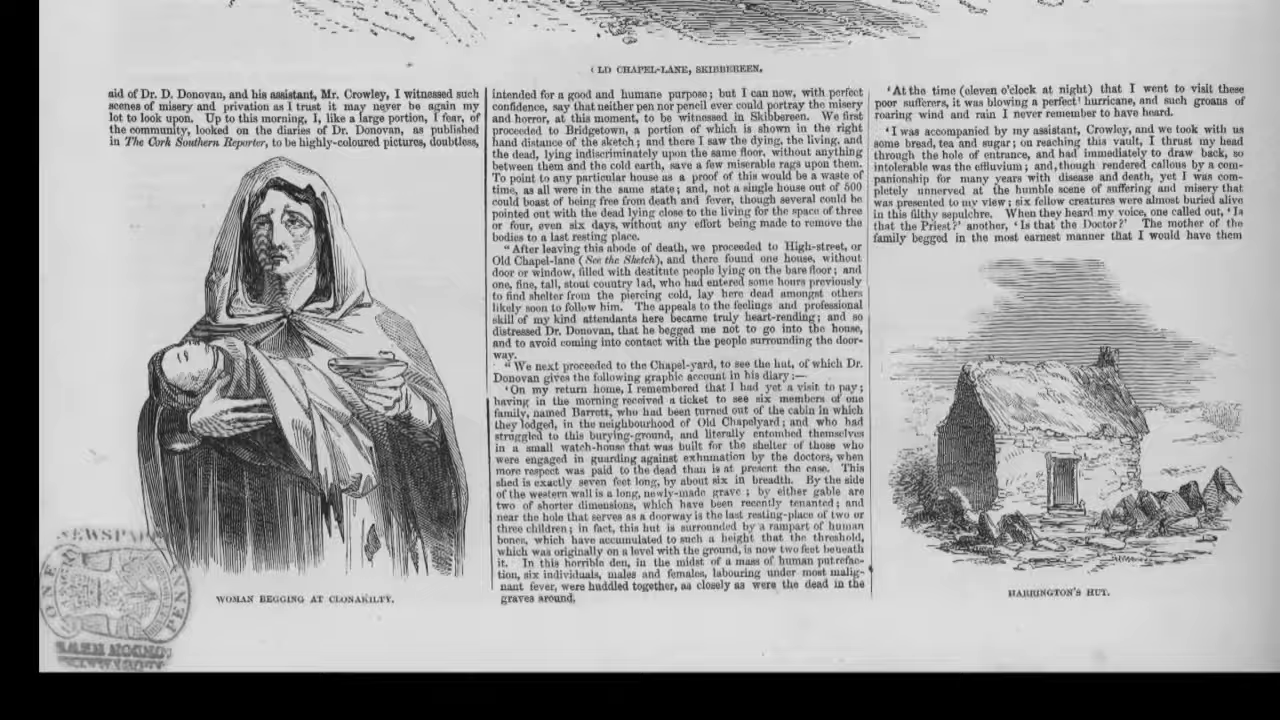 LD CHAPEL-LANE, SKIBBEREEN.
aid of Dr. D. Donovan, and his assistant, Mr. Crowley, I witnessed such
scenes of misery and privation as I trust it may never be again my
lot to look upon. Up to this morning, I, like a large portion, I fear, of
the community, looked on the diaries of Dr. Donovan, as published
in The Cork Southern Reporter, to be highly-coloured pictures, doubtless,
WOMAN BEGGING AT CLONAKILTY.
NEWSPAP
ONE
PENNY
intended for a good and humane purpose; but I can now, with perfect
confidence, say that neither pen nor pencil ever could portray the misery
and horror, at this moment, to be witnessed in Skibbereen. We first
proceeded to Bridgetown, a portion of which is shown in the right
hand distance of the sketch; and there I saw the dying, the living, and
the dead, lying indiscriminately upon the same floor, without anything
between them and the cold earth, save a few miserable rags upon them.
To point to any particular house as a proof of this would be a waste of
time, as all were in the same state; and, not a single house out of 500
could boast of being free from death and fever, though several could be
pointed out with the dead lying close to the living for the space of three
or four, even six days, without any effort being made to remove the
bodies to a last resting place.
"After leaving this abode of death, we proceeded to High-street, or
Old Chapel-lane (See the Sketch), and there found one house, without
door or window, filled with destitute people lying on the bare floor; and
one, fine, tall, stout country lad, who had entered some hours previously
to find shelter from the piercing cold, lay here dead amongst others
likely soon to follow him. The appeals to the feelings and professional
skill of my kind attendants here became truly heart-rending; and so
distressed Dr. Donovan, that he begged me not to go into the house,
and to avoid coming into contact with the people surrounding the door-
way.
"We next proceeded to the Chapel-yard, to see the hut, of which Dr.
Donovan gives the following graphic account in his diary:—
'On my return home, I remembered that I had yet a visit to pay;
having in the morning received a ticket to see six members of one
family, named Barrett, who had been turned out of the cabin in which
they lodged, in the neighbourhood of Old Chapelyard; and who had
struggled to this burying-ground, and literally entombed themselves
in a small watch-house that was built for the shelter of those who
were engaged in guarding against exhumation by the doctors, when
more respect was paid to the dead than is at present the case. This
shed is exactly seven feet long, by about six in breadth. By the side
of the western wall is a long, newly-made grave; by either gable are
two of shorter dimensions, which have been recently tenanted; and
near the hole that serves as a doorway is the last resting-place of two or
three children; in fact, this hut is surrounded by a rampart of human
bones, which have accumulated to such a height that the threshold,
which was originally on a level with the ground, is now two feet beneath
it. In this horrible den, in the midst of a mass of human putrefac-
tion, six individuals, males and females, labouring under most malig-
nant fever, were huddled together, as closely as were the dead in the
graves around.
'At the time (eleven o'clock at night) that I went to visit these
poor sufferers, it was blowing a perfect hurricane, and such groans of
roaring wind and rain I never remember to have heard.
'I was accompanied by my assistant, Crowley, and we took with us
some bread, tea and sugar; on reaching this vault, I thrust my head
through the hole of entrance, and had immediately to draw back, so
intolerable was the effluvium; and, though rendered callous by a com-
panionship for many years with disease and death, yet I was com-
pletely unnerved at the humble scene of suffering and misery that
was presented to my view; six fellow creatures were almost buried alive
in this filthy sepulchre. When they heard my voice, one called out, 'Is
that the Priest?' another, 'Is that the Doctor?' The mother of the
family begged in the most earnest manner that I would have them
HARRINGTON'S HUT.